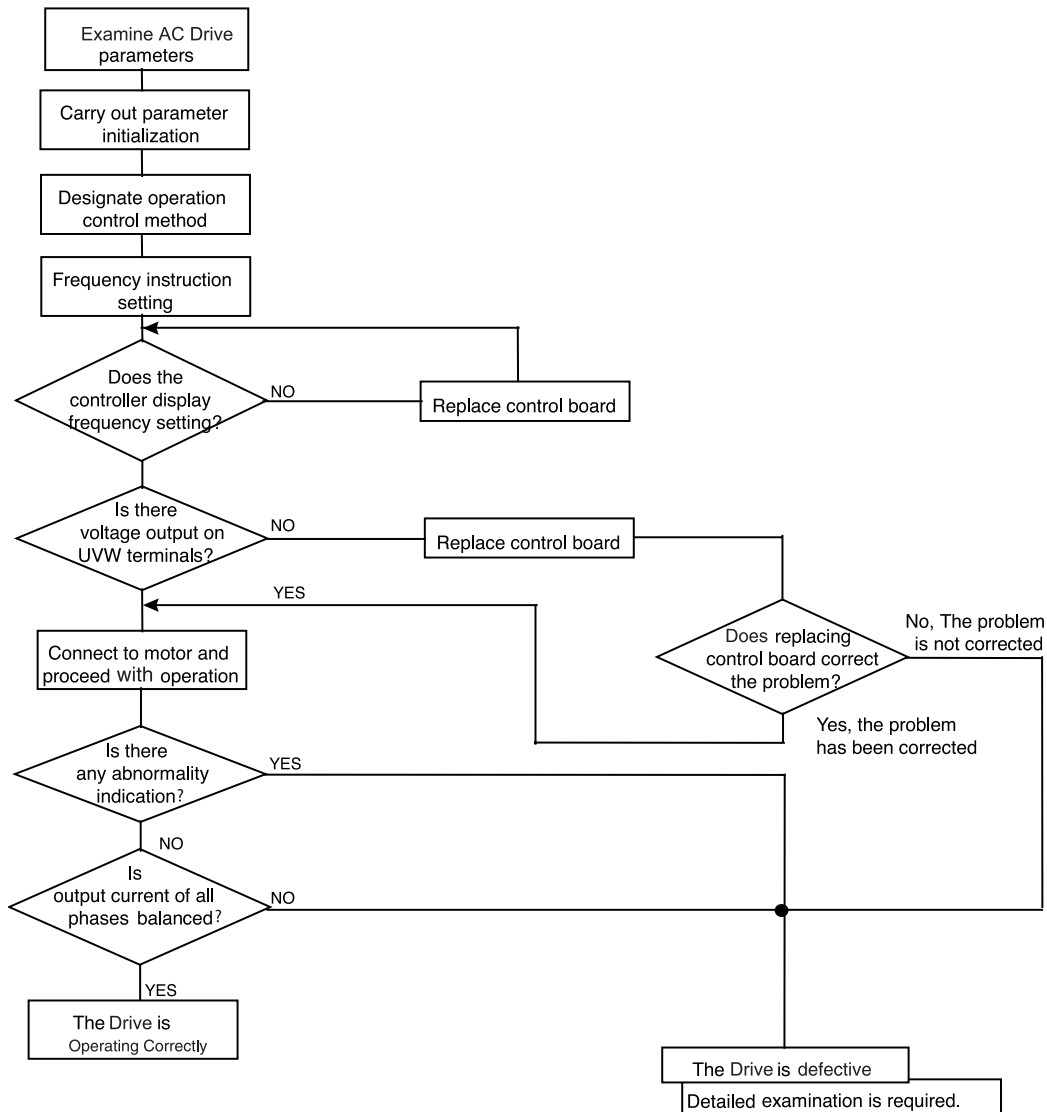 Examine AC Drive
parameters
Carry out parameter
initialization
Designate operation
control method
Frequency instruction
setting
Does the
controller display
frequency setting?
NO
Replace control board
Is there
voltage output on
UVW terminals?
NO
Replace control board
YES
Does replacing
control board correct
the problem?
No, The problem
is not corrected
Yes, the problem
has been corrected
Connect to motor and
proceed with operation
Is there
any abnormality
indication?
YES
NO
Is
output current of all
phases balanced?
NO
YES
The Drive is
Operating Correctly
The Drive is defective
Detailed examination is required.